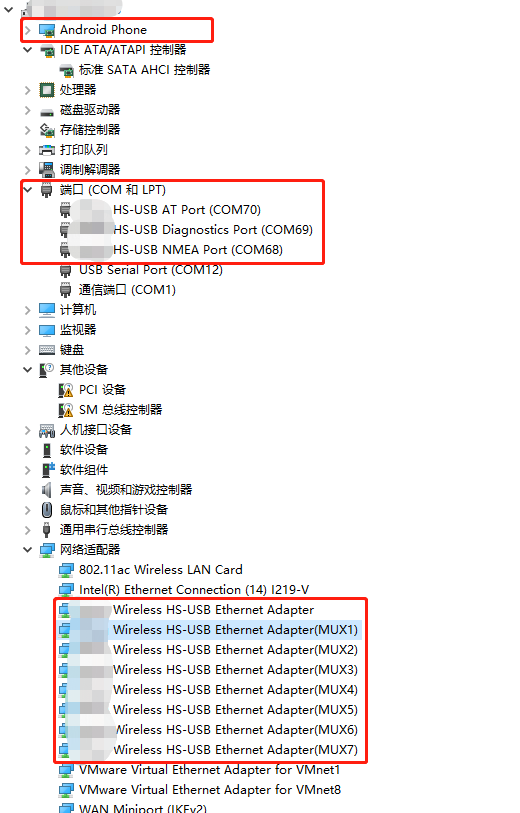 Android Phone
IDE ATA/ATAPI 控制器
标准 SATA AHCI 控制器
处理器
磁盘驱动器
存储控制器
打印队列
调制解调器
端口 (COM 和 LPT)
HS-USB AT Port (COM70)
HS-USB Diagnostics Port (COM69)
HS-USB NMEA Port (COM68)
USB Serial Port (COM12)
通信端口 (COM1)
计算机
监视器
键盘
其他设备
PCI 设备
SM 总线控制器
人机接口设备
软件设备
软件组件
声音、视频和游戏控制器
鼠标和其他指针设备
通用串行总线控制器
网络适配器
802.11ac Wireless LAN Card
Intel(R) Ethernet Connection (14) I219-V
Wireless HS-USB Ethernet Adapter
Wireless HS-USB Ethernet Adapter(MUX1)
Wireless HS-USB Ethernet Adapter(MUX2)
Wireless HS-USB Ethernet Adapter(MUX3)
Wireless HS-USB Ethernet Adapter(MUX4)
Wireless HS-USB Ethernet Adapter(MUX5)
Wireless HS-USB Ethernet Adapter(MUX6)
Wireless HS-USB Ethernet Adapter(MUX7)
VMware Virtual Ethernet Adapter for VMnet1
VMware Virtual Ethernet Adapter for VMnet8
WAN Miniport (IKEv2)